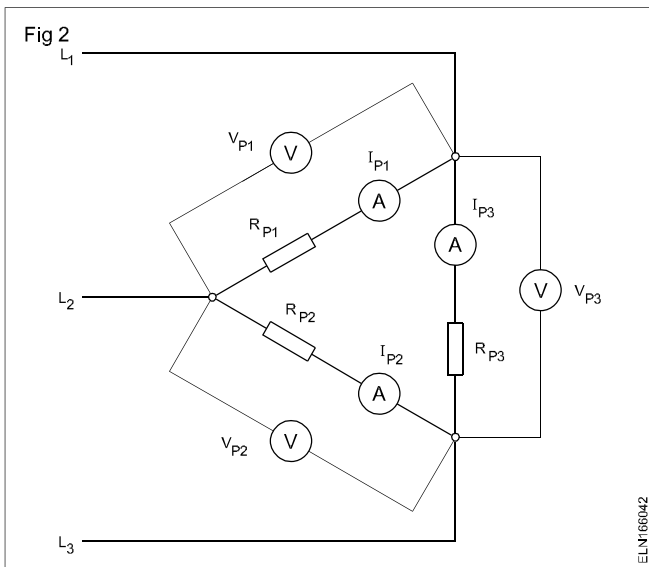 Fig 2
L1
VP1
V
IP1
A
IP3
RP1
A
L2
V
VP3
RP2
IP2
RP3
A
VP2
V
L3
ELN166042